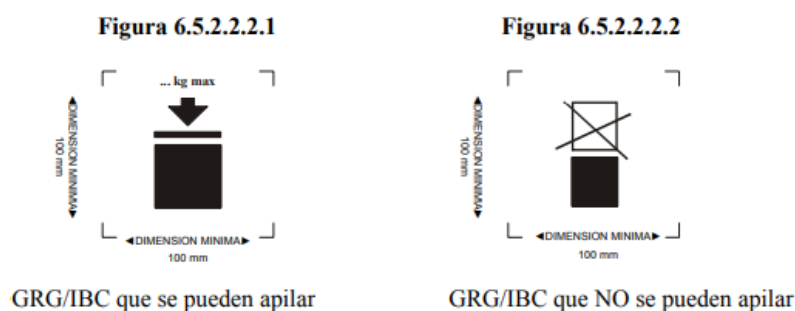 Figura 6.5.2.2.2.1
... kg max
◄DIMENSION MINIMA►
100 mm
◄DIMENSION MINIMA►
100 mm
GRG/IBC que se pueden apilar
Figura 6.5.2.2.2.2
◄DIMENSION MINIMA►
100 mm
◄DIMENSION MINIMA►
100 mm
GRG/IBC que NO se pueden apilar